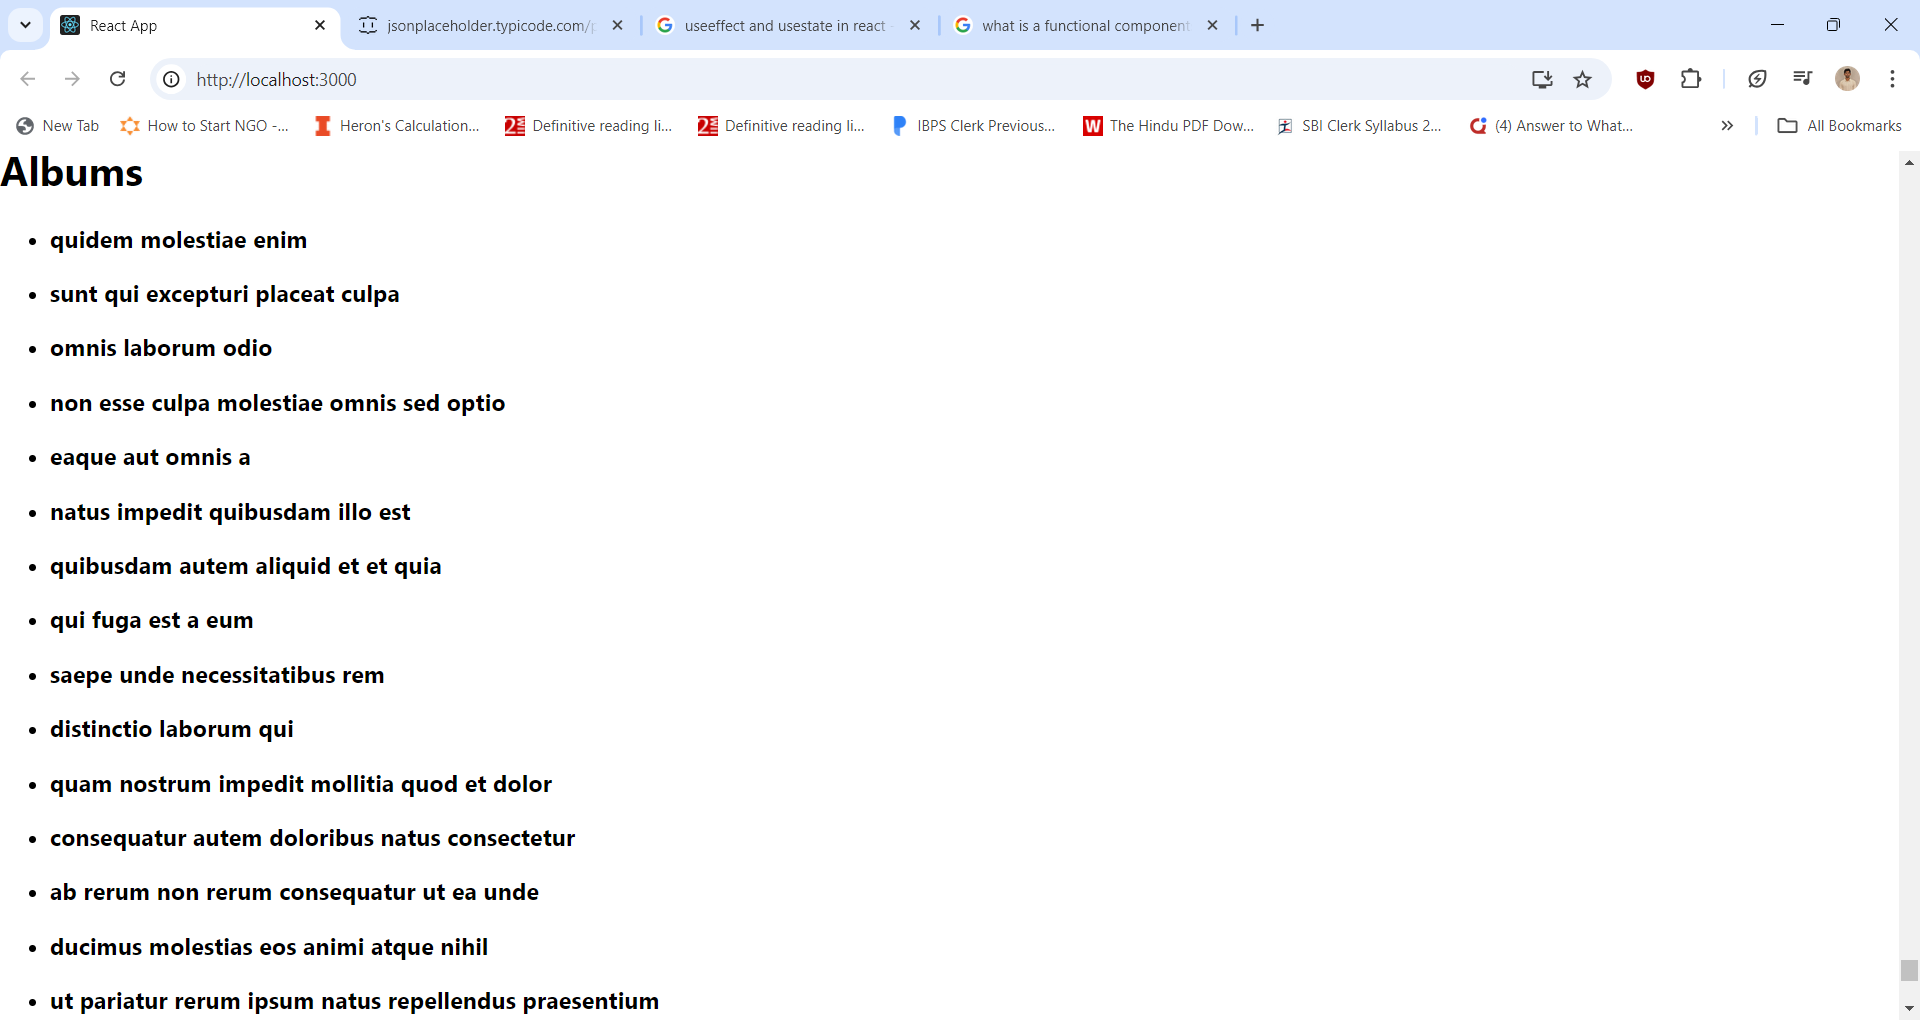 React App
jsonplaceholder.typicode.com/
useeffect and usestate in react
what is a functional component
http://localhost:3000
New Tab
How to Start NGO -...
Heron's Calculation...
Definitive reading li...
Definitive reading li...
IBPS Clerk Previous...
The Hindu PDF Dow...
SBI Clerk Syllabus 2...
(4) Answer to What...
All Bookmarks
Albums
• quidem molestiae enim
• sunt qui excepturi placeat culpa
• omnis laborum odio
• non esse culpa molestiae omnis sed optio
• eaque aut omnis a
• natus impedit quibusdam illo est
• quibusdam autem aliquid et et quia
• qui fuga est a eum
• saepe unde necessitatibus rem
• distinctio laborum qui
• quam nostrum impedit mollitia quod et dolor
• consequatur autem doloribus natus consectetur
• ab rerum non rerum consequatur ut ea unde
• ducimus molestias eos animi atque nihil
• ut pariatur rerum ipsum natus repellendus praesentium